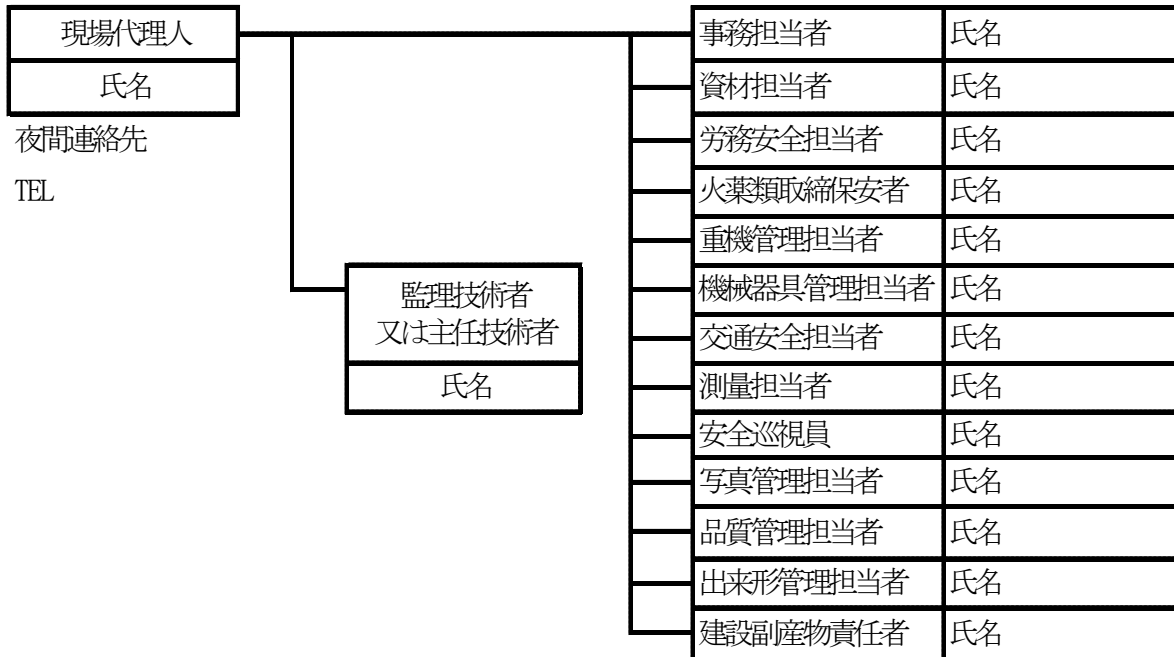 現場代理人
氏名
夜間連絡先
TEL
監理技術者
又は主任技術者
氏名
事務担当者 氏名
資材担当者 氏名
労務安全担当者 氏名
火薬類取締保安者 氏名
重機管理担当者 氏名
機械器具管理担当者 氏名
交通安全担当者 氏名
測量担当者 氏名
安全巡視員 氏名
写真管理担当者 氏名
品質管理担当者 氏名
出来形管理担当者 氏名
建設副産物責任者 氏名